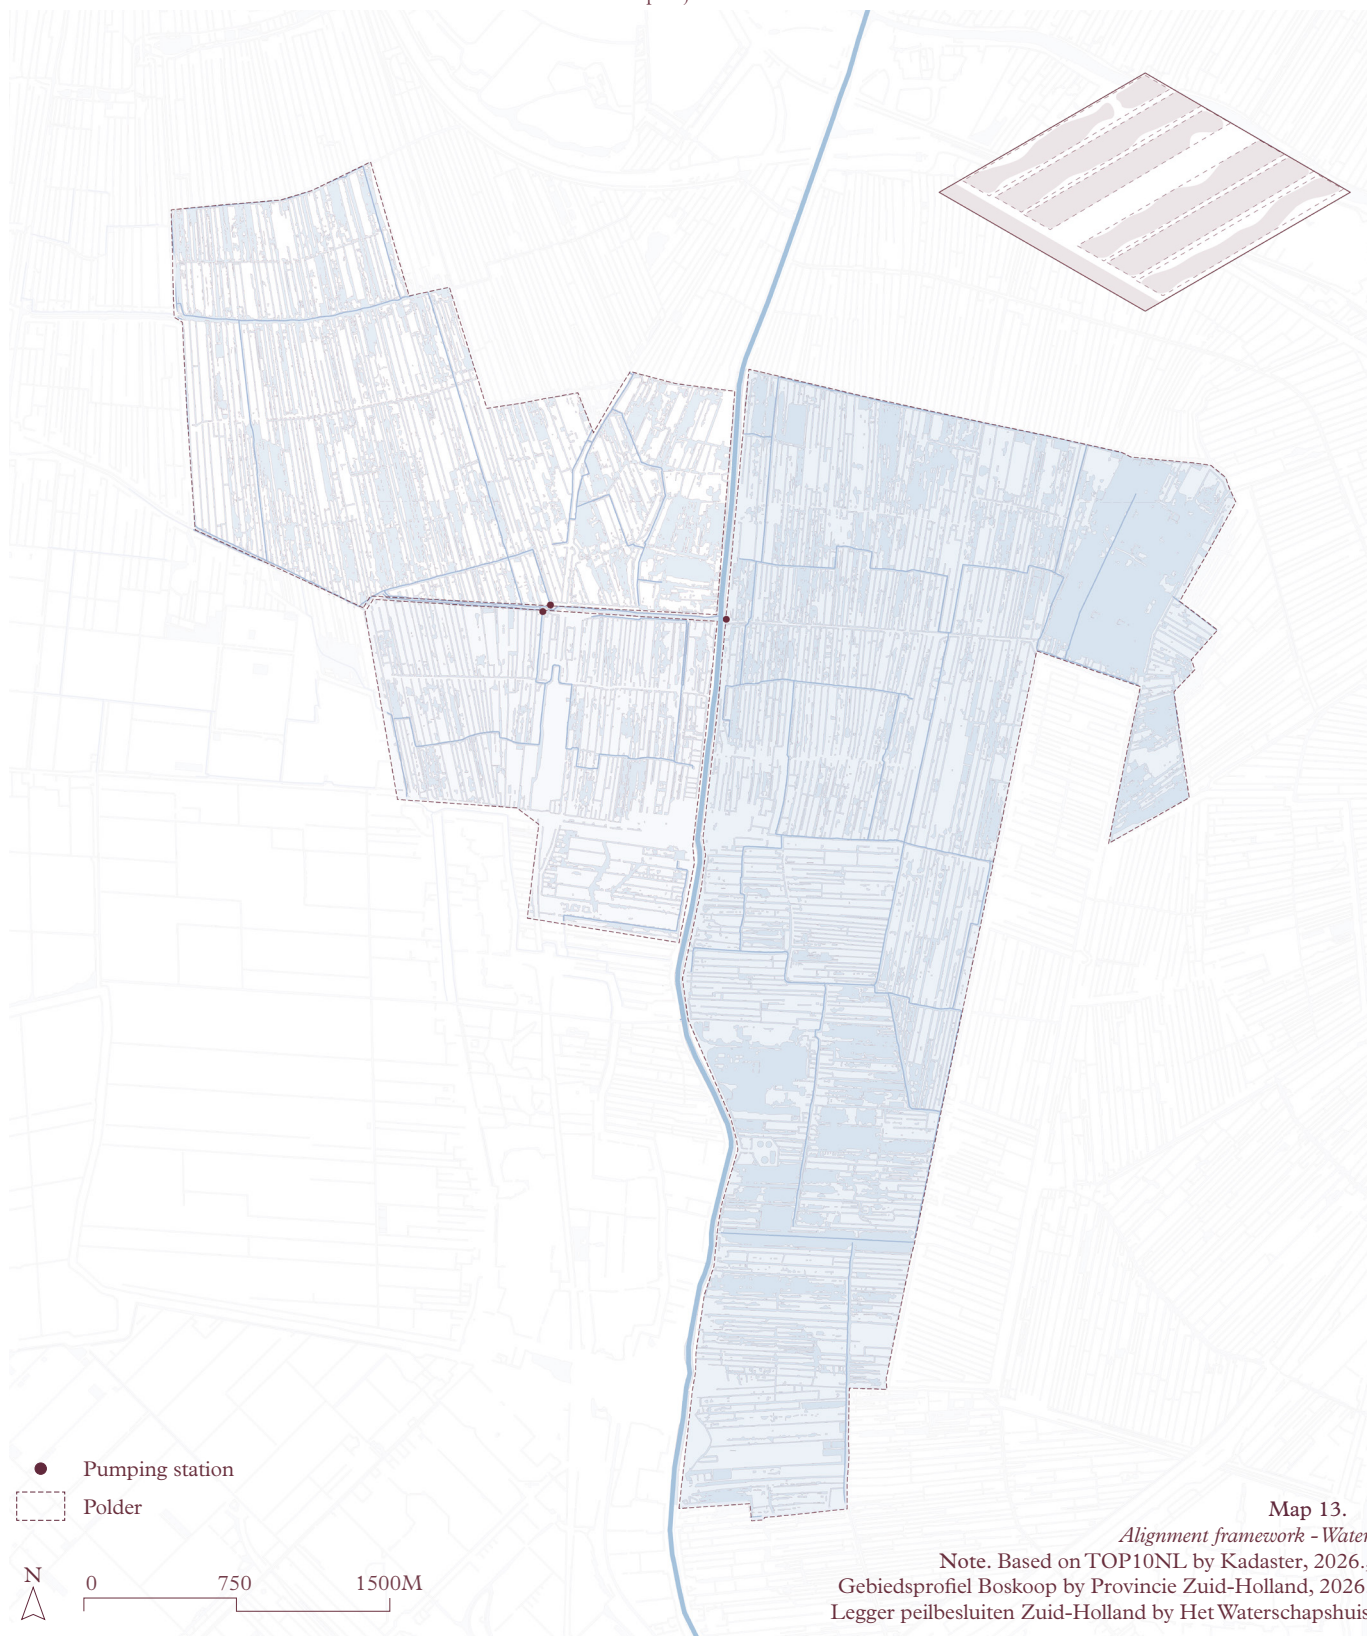 Pumping station
Polder
N
0 750 1500M
Map 13.
Alignment framework - Water
Note. Based on TOP10NL by Kadaster, 2026.
Gebiedsprofiel Boskoop by Provincie Zuid-Holland, 2026
Legger peilbesluiten Zuid-Holland by Het Waterschapshuis